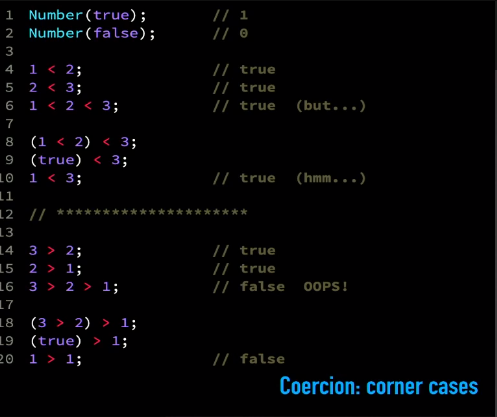 1 Number(true); // 1
2 Number(false); // 0
3
4 1 < 2; // true
5 2 < 3; // true
6 1 < 2 < 3; // true (but...)
7
8 (1 < 2) < 3;
9 (true) < 3;
10 1 < 3; // true (hmm...)
11
12 // *********************
13
14 3 > 2; // true
15 2 > 1; // true
16 3 > 2 > 1; // false OOPS!
17
18 (3 > 2) > 1;
19 (true) > 1;
20 1 > 1; // false
Coercion: corner cases